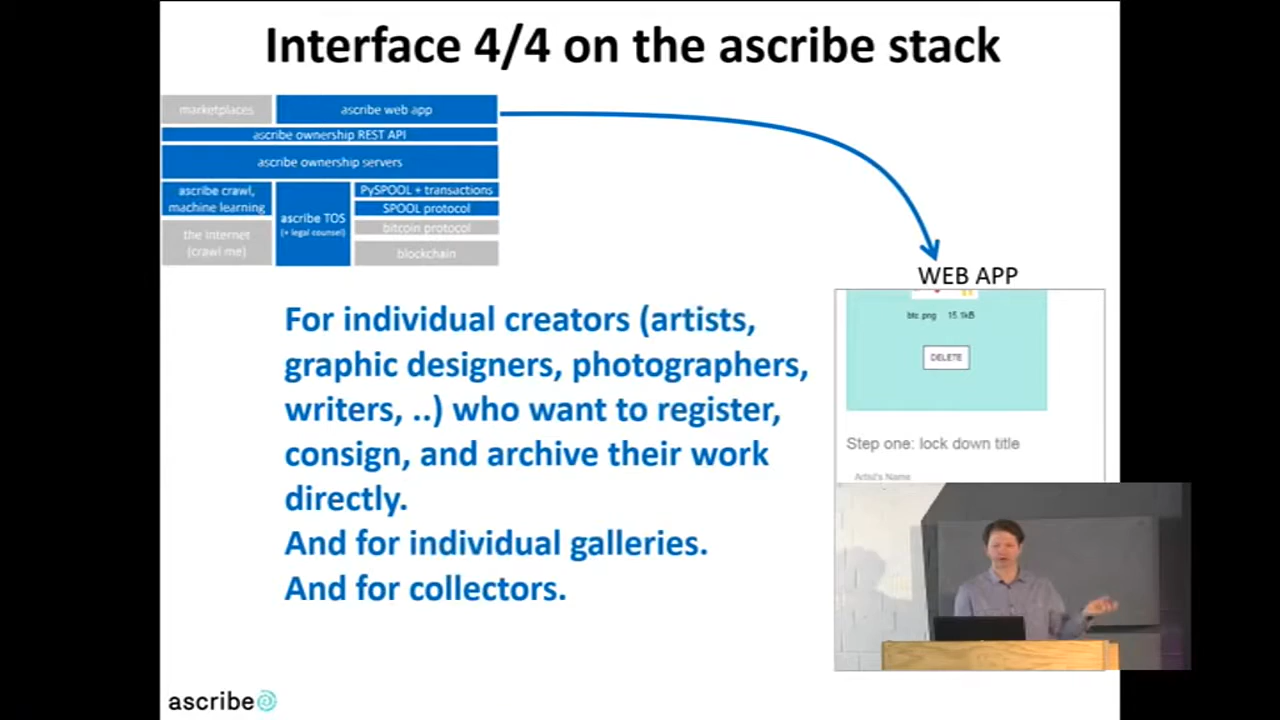 Interface 4/4 on the ascribe stack
marketplaces
ascribe web app
ascribe ownership REST API
ascribe ownership servers
ascribe crawl,
machine learning
the internet
(crawl me)
ascribe TOS
(+ legal counsel)
PySPOOL + transactions
SPOOL protocol
bitcoin protocol
blockchain
WEB APP
btc.png 15.1kB
DELETE
Step one: lock down title
Artist's Name
For individual creators (artists,
graphic designers, photographers,
writers, ..) who want to register,
consign, and archive their work
directly.
And for individual galleries.
And for collectors.
ascribe